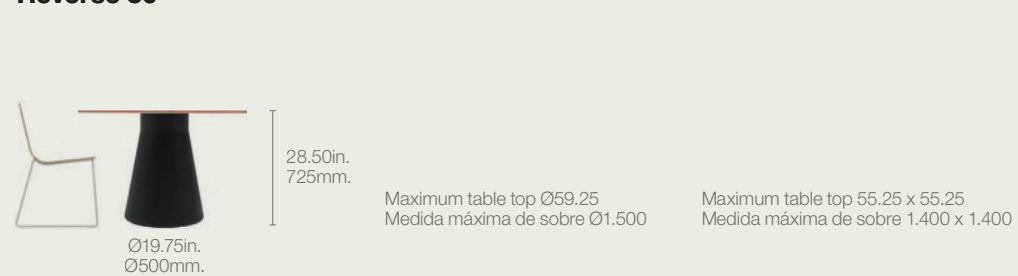 28.50in.
725mm.
Maximum table top Ø59.25
Medida máxima de sobre Ø1.500
Maximum table top 55.25 x 55.25
Medida máxima de sobre 1.400 x 1.400
Ø19.75in.
Ø500mm.